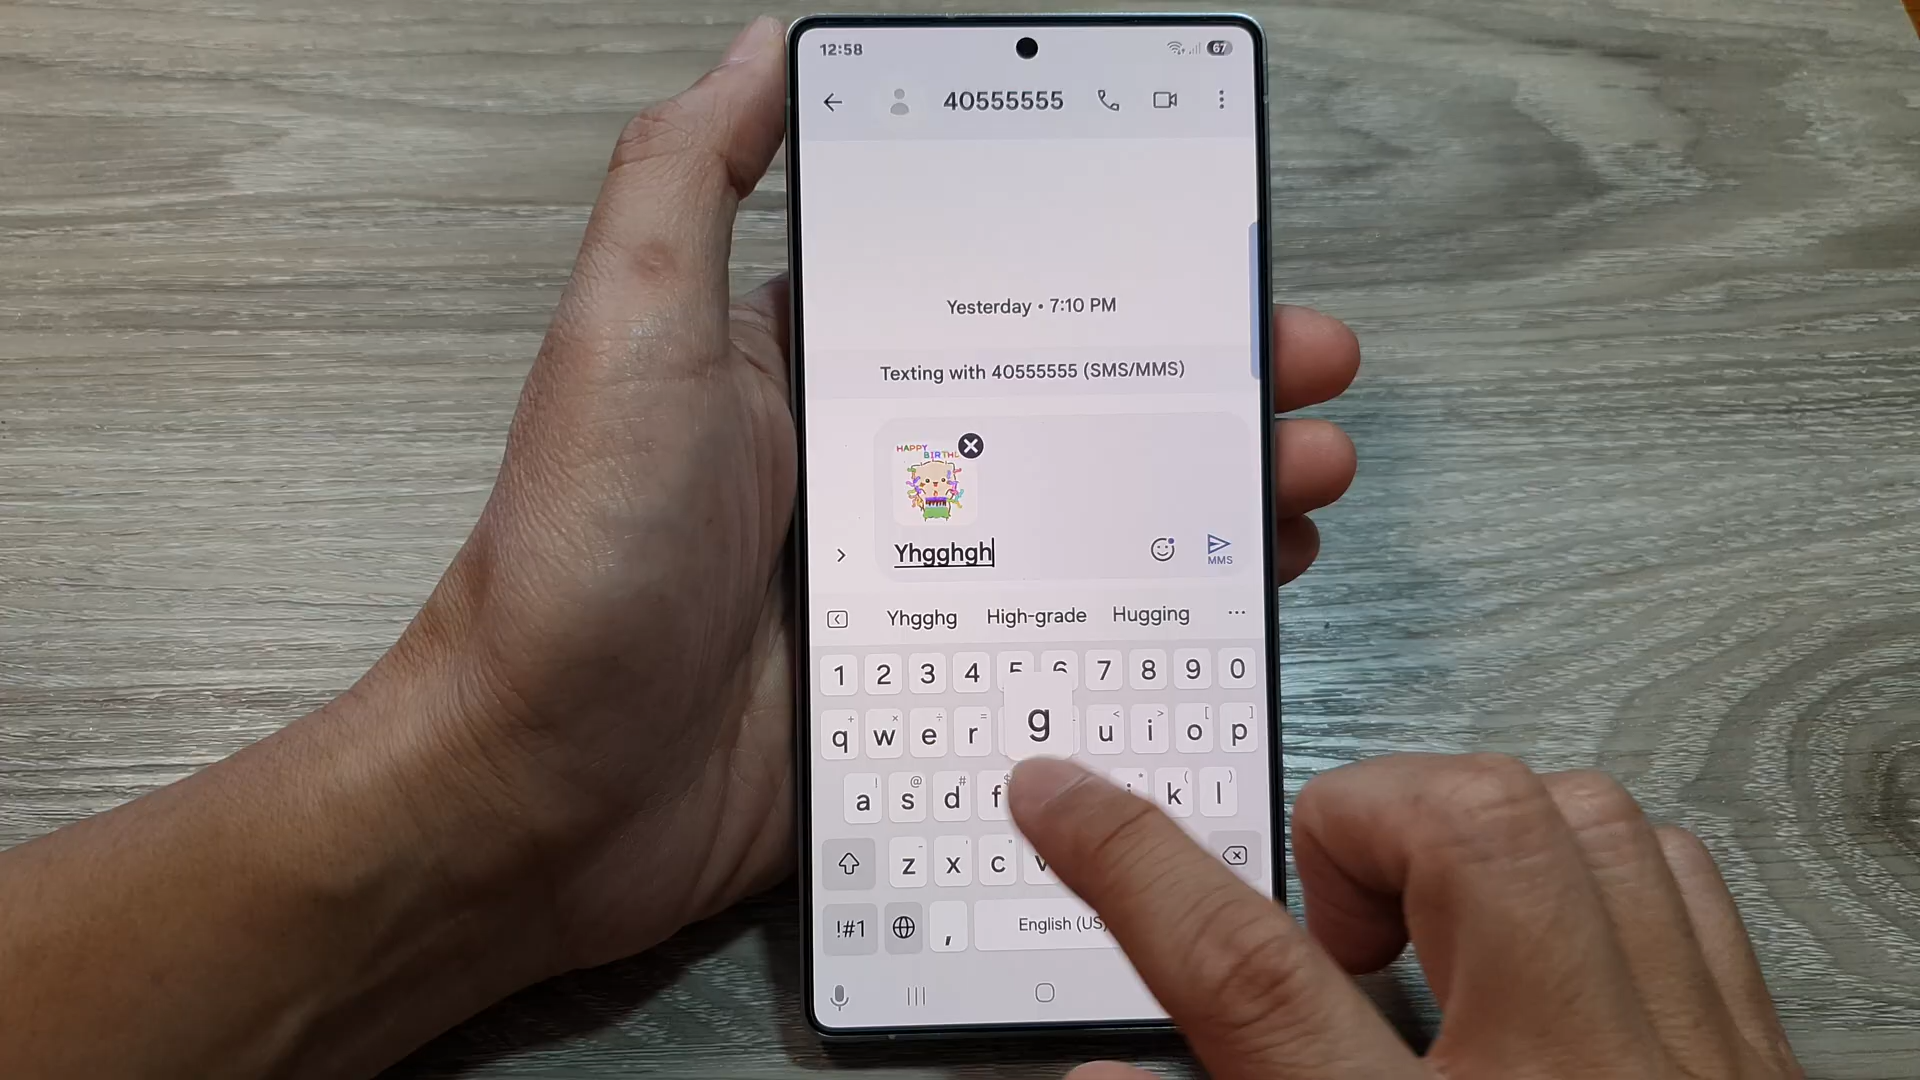 12:58 67
40555555
Yesterday • 7:10 PM
Texting with 40555555 (SMS/MMS)
HAPPY
Yhgghgh
MMS
Yhgghg High-grade Hugging ...
1 2 3 4 5 6 7 8 9 0
+ × ÷ = < > [ ]
q w e r g u i o p
! @ # $ * ( )
a s d f k l
z x c v
!#1 , English (US)